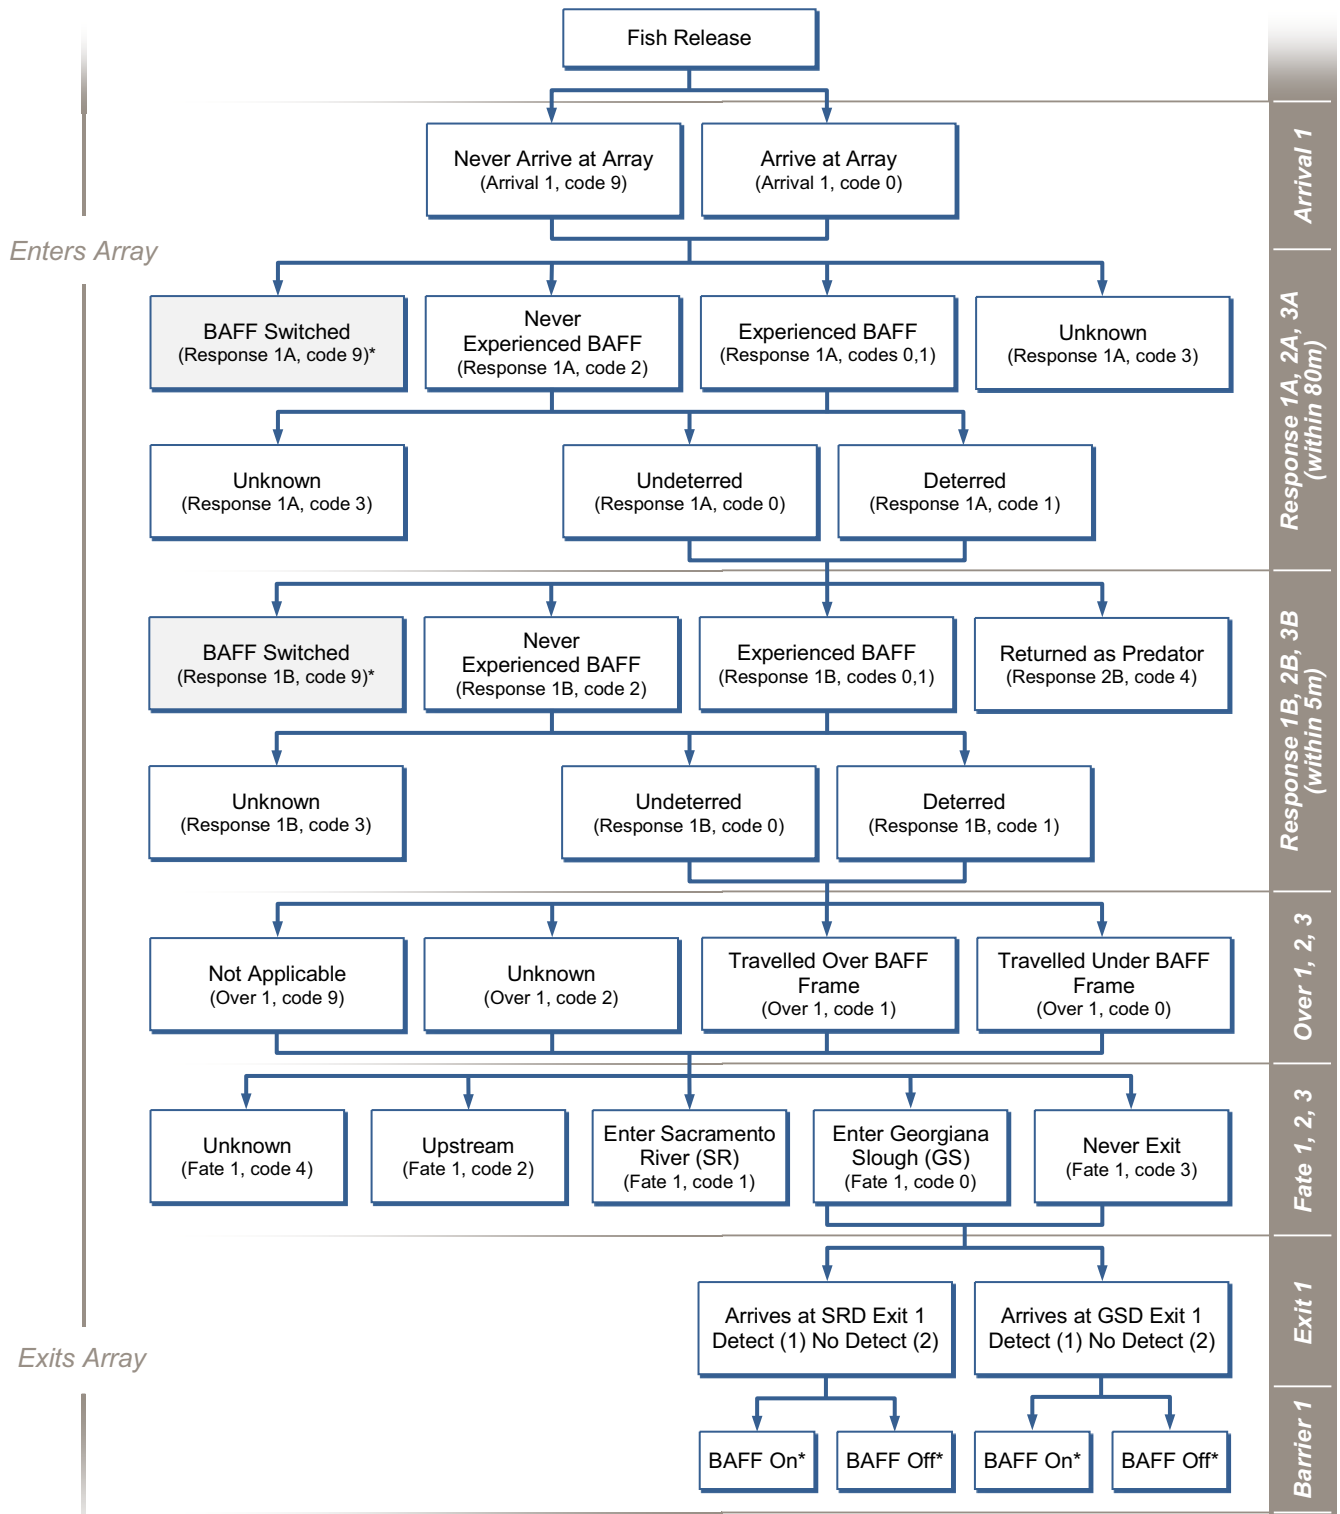 Fish Release
Never Arrive at Array
(Arrival 1, code 9)
Arrive at Array
(Arrival 1, code 0)
Arrival 1
Enters Array
BAFF Switched
(Response 1A, code 9)*
Never
Experienced BAFF
(Response 1A, code 2)
Experienced BAFF
(Response 1A, codes 0,1)
Unknown
(Response 1A, code 3)
Unknown
(Response 1A, code 3)
Undeterred
(Response 1A, code 0)
Deterred
(Response 1A, code 1)
Response 1A, 2A, 3A
(within 80m)
BAFF Switched
(Response 1B, code 9)*
Never
Experienced BAFF
(Response 1B, code 2)
Experienced BAFF
(Response 1B, codes 0,1)
Returned as Predator
(Response 2B, code 4)
Unknown
(Response 1B, code 3)
Undeterred
(Response 1B, code 0)
Deterred
(Response 1B, code 1)
Response 1B, 2B, 3B
(within 5m)
Not Applicable
(Over 1, code 9)
Unknown
(Over 1, code 2)
Travelled Over BAFF
Frame
(Over 1, code 1)
Travelled Under BAFF
Frame
(Over 1, code 0)
Over 1, 2, 3
Unknown
(Fate 1, code 4)
Upstream
(Fate 1, code 2)
Enter Sacramento
River (SR)
(Fate 1, code 1)
Enter Georgiana
Slough (GS)
(Fate 1, code 0)
Never Exit
(Fate 1, code 3)
Fate 1, 2, 3
Arrives at SRD Exit 1
Detect (1) No Detect (2)
Arrives at GSD Exit 1
Detect (1) No Detect (2)
Exit 1
Exits Array
BAFF On*
BAFF Off*
BAFF On*
BAFF Off*
Barrier 1